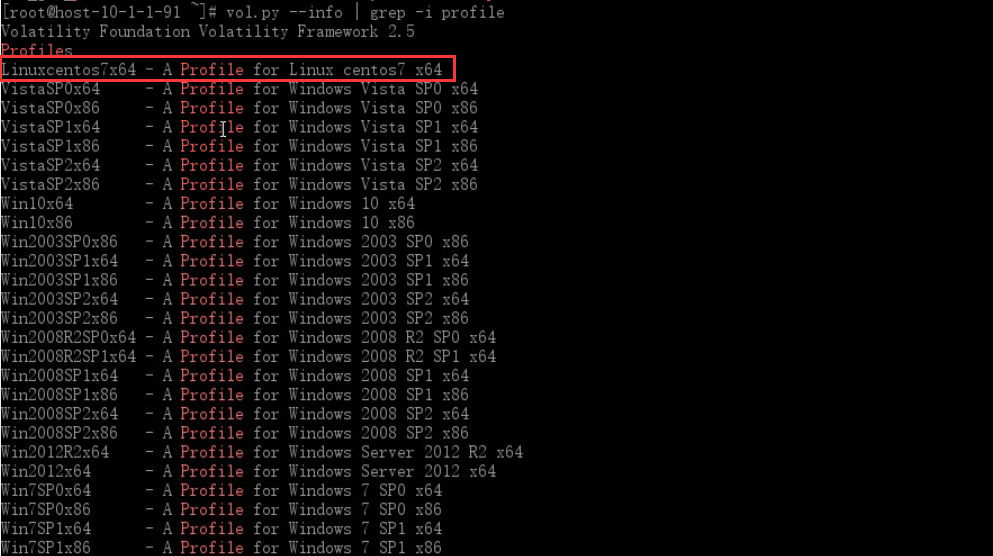 [root@host-10-1-1-91 ~]# vol.py --info | grep -i profile
Volatility Foundation Volatility Framework 2.5
Profiles
Linuxcentos7x64 - A Profile for Linux centos7 x64
VistaSP0x64     - A Profile for Windows Vista SP0 x64
VistaSP0x86     - A Profile for Windows Vista SP0 x86
VistaSP1x64     - A Profile for Windows Vista SP1 x64
VistaSP1x86     - A Profile for Windows Vista SP1 x86
VistaSP2x64     - A Profile for Windows Vista SP2 x64
VistaSP2x86     - A Profile for Windows Vista SP2 x86
Win10x64        - A Profile for Windows 10 x64
Win10x86        - A Profile for Windows 10 x86
Win2003SP0x86   - A Profile for Windows 2003 SP0 x86
Win2003SP1x64   - A Profile for Windows 2003 SP1 x64
Win2003SP1x86   - A Profile for Windows 2003 SP1 x86
Win2003SP2x64   - A Profile for Windows 2003 SP2 x64
Win2003SP2x86   - A Profile for Windows 2003 SP2 x86
Win2008R2SP0x64 - A Profile for Windows 2008 R2 SP0 x64
Win2008R2SP1x64 - A Profile for Windows 2008 R2 SP1 x64
Win2008SP1x64   - A Profile for Windows 2008 SP1 x64
Win2008SP1x86   - A Profile for Windows 2008 SP1 x86
Win2008SP2x64   - A Profile for Windows 2008 SP2 x64
Win2008SP2x86   - A Profile for Windows 2008 SP2 x86
Win2012R2x64    - A Profile for Windows Server 2012 R2 x64
Win2012x64      - A Profile for Windows Server 2012 x64
Win7SP0x64      - A Profile for Windows 7 SP0 x64
Win7SP0x86      - A Profile for Windows 7 SP0 x86
Win7SP1x64      - A Profile for Windows 7 SP1 x64
Win7SP1x86      - A Profile for Windows 7 SP1 x86